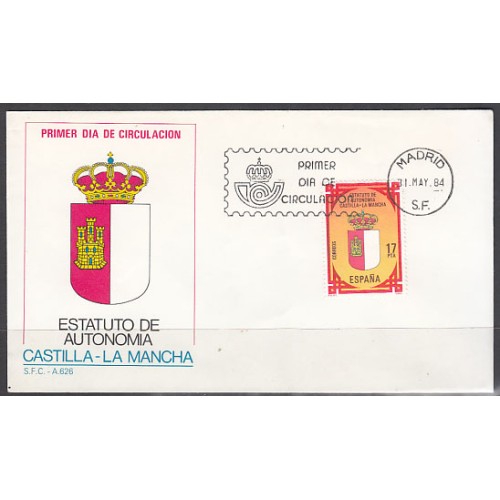 PRIMER DIA DE CIRCULACION
ESTATUTO DE
AUTONOMIA
CASTILLA-LA MANCHA
S.F.C. - A.626
PRIMER
DIA DE
CIRCULACION
MADRID
31.MAY.84
S.F.
ESTATUTO DE
AUTONOMIA
CASTILLA-LA MANCHA
CORREOS
17
PTA
ESPAÑA